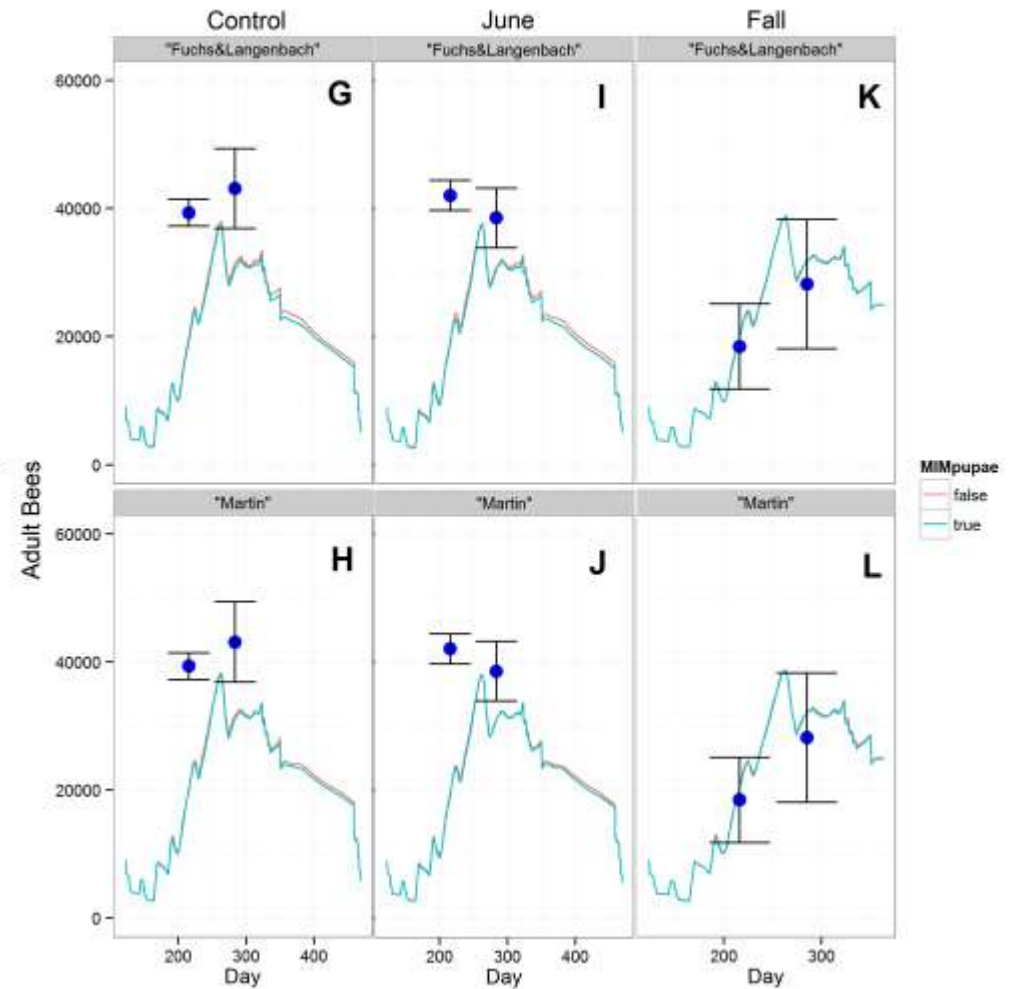 Control June Fall
"Fuchs&Langenbach" "Fuchs&Langenbach" "Fuchs&Langenbach"
60000
G I K
40000
20000
0
Adult Bees
MIMpupae
false
true
"Martin" "Martin" "Martin"
60000
H J L
40000
20000
0
200 300 400 200 300 400 200 300
Day Day Day